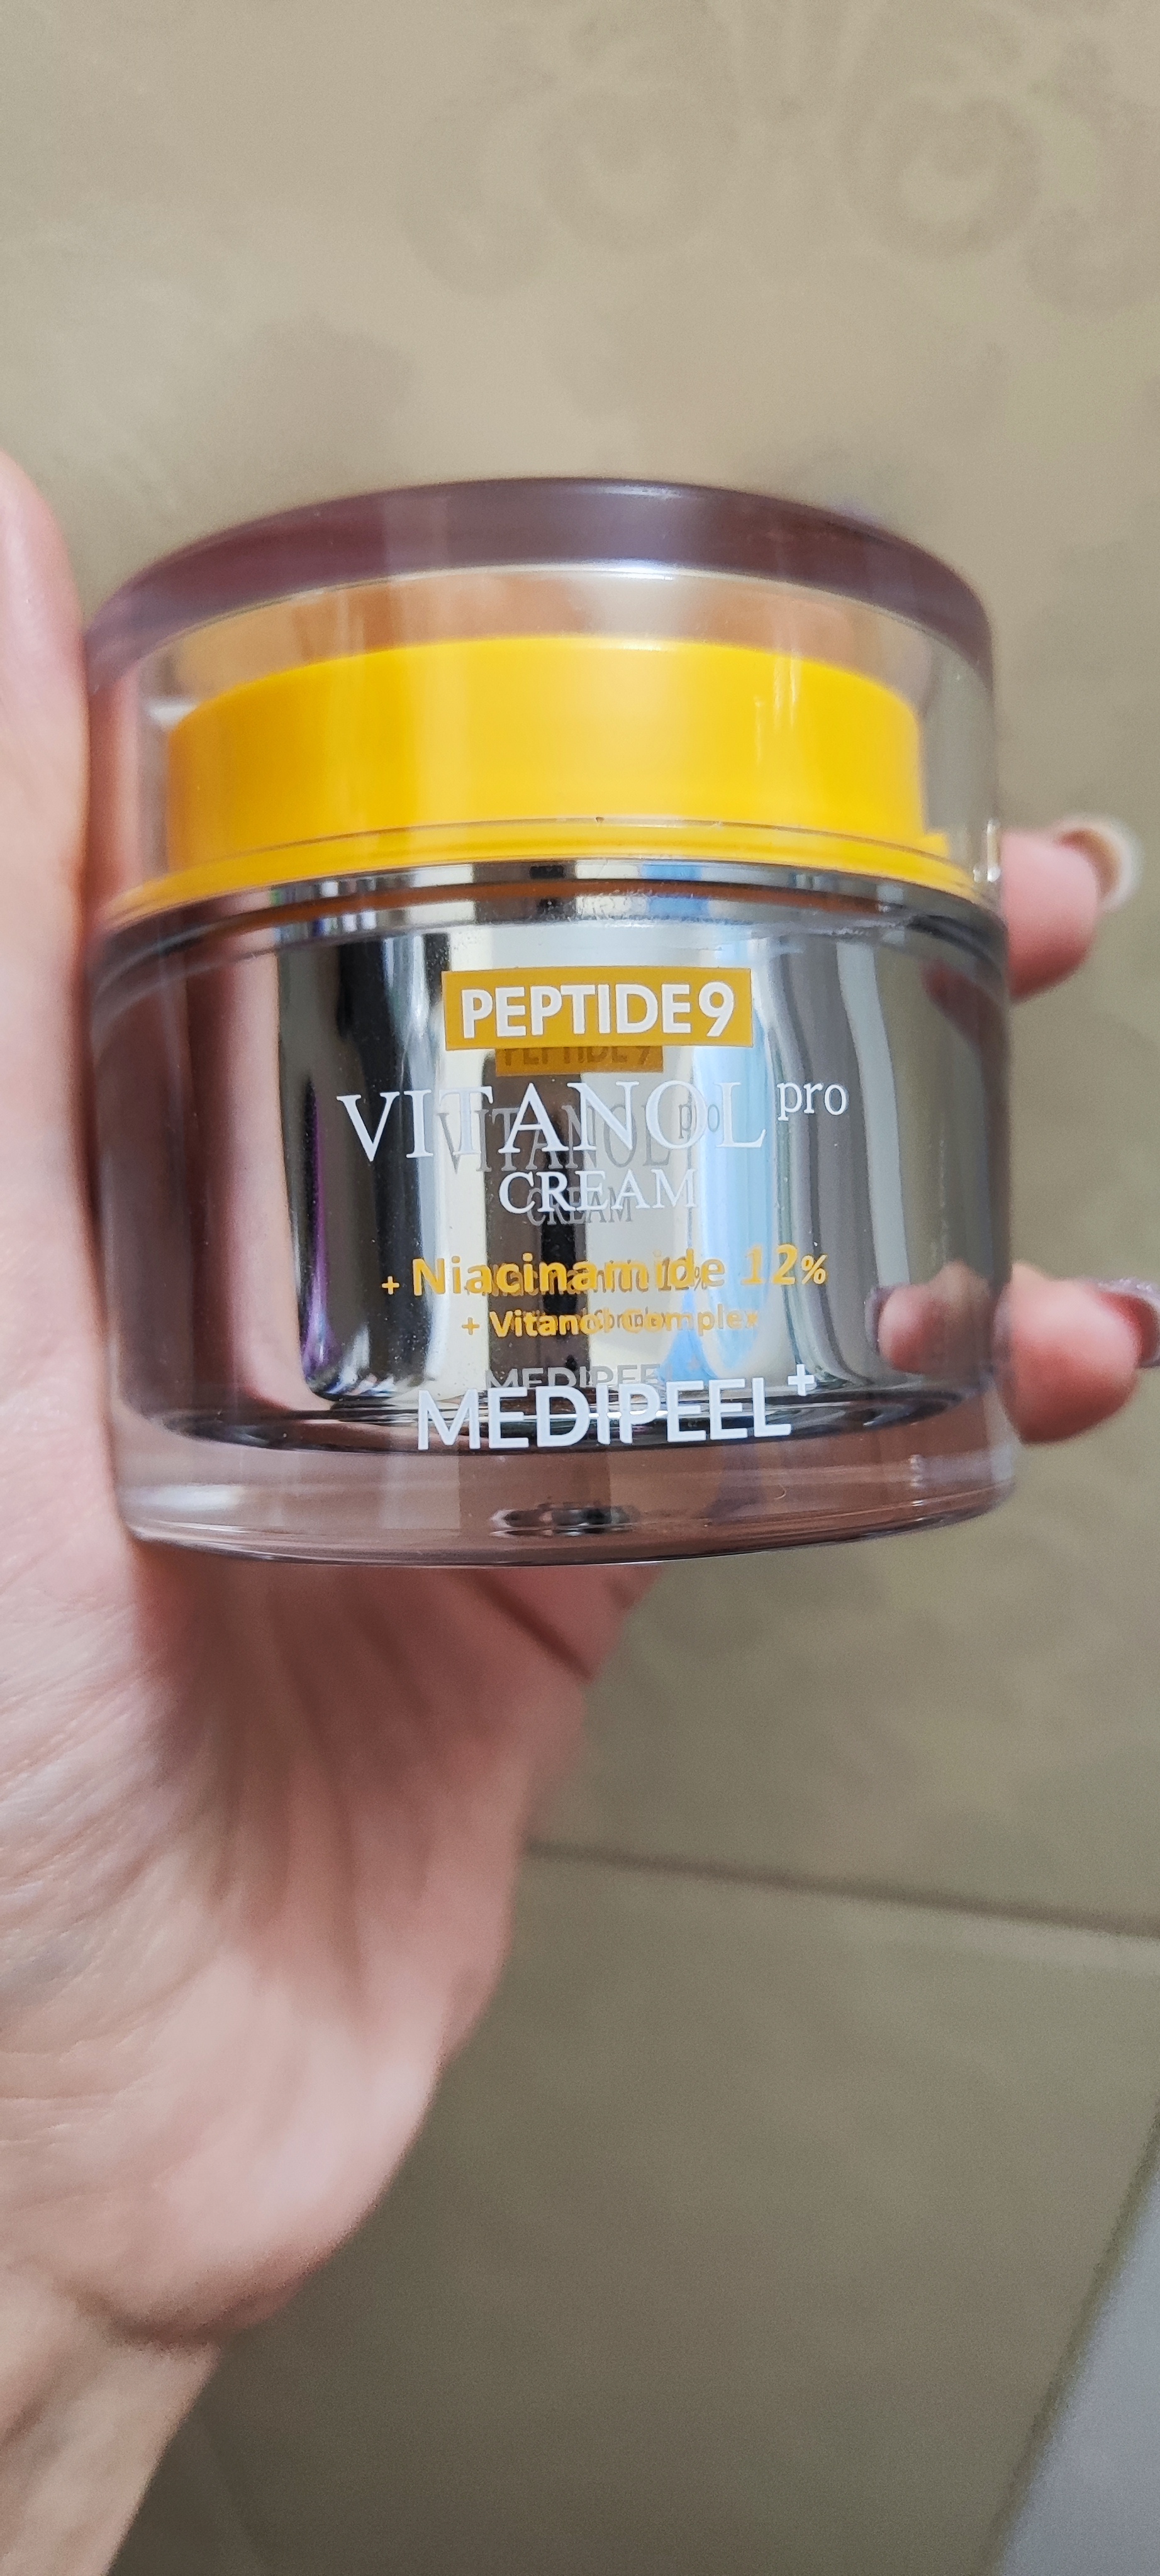 PEPTIDE 9
VITANOL pro
CREAM
+ Niacinamide 12%
+ Vitanol Complex
MEDIPEEL+